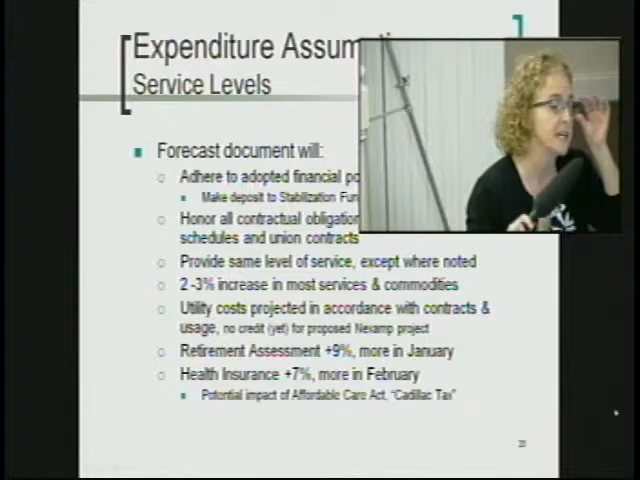 Expenditure Assum
Service Levels
Forecast document will:
Adhere to adopted financial po
Make deposit to Stabilization Fun
Honor all contractual obligation
schedules and union contracts
Provide same level of service, except where noted
2 -3% increase in most services & commodities
Utility costs projected in accordance with contracts &
usage, no credit (yet) for proposed Nexamp project
Retirement Assessment +9%, more in January
Health Insurance +7%, more in February
Potential impact of Affordable Care Act, "Cadillac Tax"